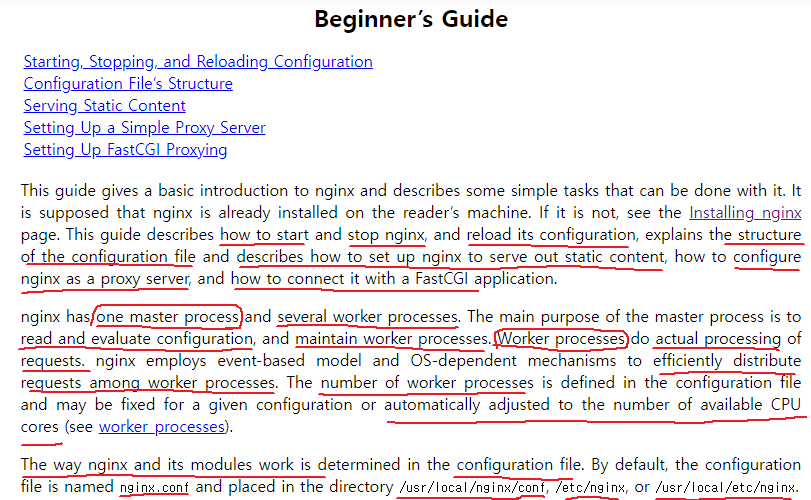 Beginner’s Guide
Starting, Stopping, and Reloading Configuration
Configuration File’s Structure
Serving Static Content
Setting Up a Simple Proxy Server
Setting Up FastCGI Proxying
This guide gives a basic introduction to nginx and describes some simple tasks that can be done with it. It
is supposed that nginx is already installed on the reader’s machine. If it is not, see the Installing nginx
page. This guide describes how to start and stop nginx, and reload its configuration, explains the structure
of the configuration file and describes how to set up nginx to serve out static content, how to configure
nginx as a proxy server, and how to connect it with a FastCGI application.
nginx has one master process and several worker processes. The main purpose of the master process is to
read and evaluate configuration, and maintain worker processes. Worker processes do actual processing of
requests. nginx employs event-based model and OS-dependent mechanisms to efficiently distribute
requests among worker processes. The number of worker processes is defined in the configuration file
and may be fixed for a given configuration or automatically adjusted to the number of available CPU
cores (see worker processes).
The way nginx and its modules work is determined in the configuration file. By default, the configuration
file is named nginx.conf and placed in the directory /usr/local/nginx/conf, /etc/nginx, or /usr/local/etc/nginx.